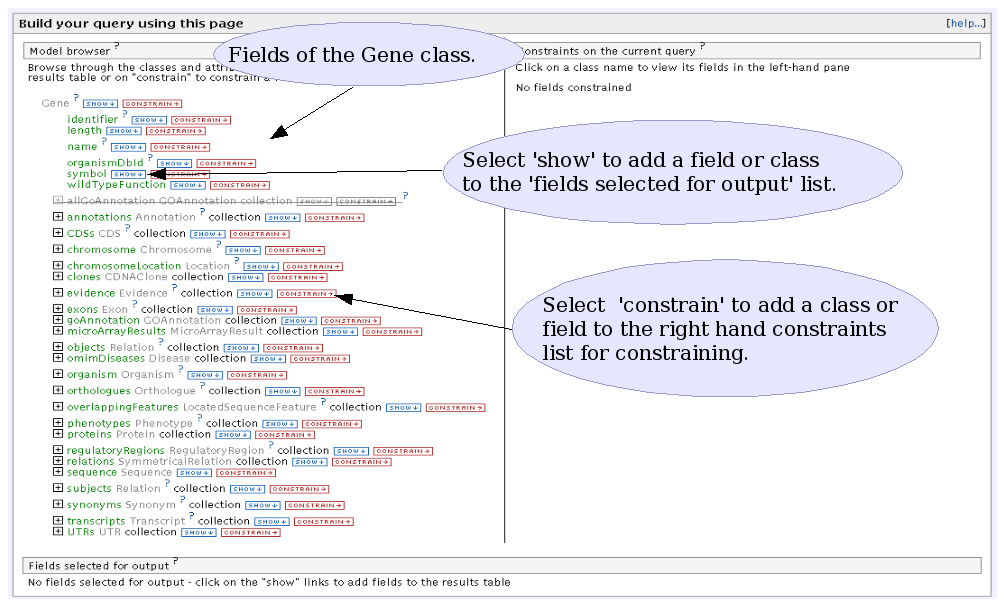 Build your query using this page [help...]
Model browser ?
Browse through the classes and attri
results table or on "constrain" to constrain a
Fields of the Gene class.
Gene ? SHOW↓ CONSTRAIN→
identifier ? SHOW↓ CONSTRAIN→
length SHOW↓ CONSTRAIN→
name ? SHOW↓ CONSTRAIN→
organismDbId ? SHOW↓ CONSTRAIN→
symbol SHOW↓ CONSTRAIN→
wildTypeFunction SHOW↓ CONSTRAIN→
allGoAnnotation GOAnnotation collection SHOW↓ CONSTRAIN→ ?
annotations Annotation ? collection SHOW↓ CONSTRAIN→
CDSs CDS ? collection SHOW↓ CONSTRAIN→
chromosome Chromosome ? SHOW↓ CONSTRAIN→
chromosomeLocation Location ? SHOW↓ CONSTRAIN→
clones CDNAClone collection SHOW↓ CONSTRAIN→
evidence Evidence ? collection SHOW↓ CONSTRAIN→
exons Exon ? collection SHOW↓ CONSTRAIN→
goAnnotation GOAnnotation collection SHOW↓ CONSTRAIN→
microArrayResults MicroArrayResult collection SHOW↓ CONSTRAIN→
objects Relation ? collection SHOW↓ CONSTRAIN→
omimDiseases Disease collection SHOW↓ CONSTRAIN→
organism Organism ? SHOW↓ CONSTRAIN→
orthologues Orthologue ? collection SHOW↓ CONSTRAIN→
overlappingFeatures LocatedSequenceFeature ? collection SHOW↓ CONSTRAIN→
phenotypes Phenotype ? collection SHOW↓ CONSTRAIN→
proteins Protein collection SHOW↓ CONSTRAIN→
regulatoryRegions RegulatoryRegion ? collection SHOW↓ CONSTRAIN→
relations SymmetricalRelation collection SHOW↓ CONSTRAIN→
sequence Sequence SHOW↓ CONSTRAIN→
subjects Relation ? collection SHOW↓ CONSTRAIN→
synonyms Synonym ? collection SHOW↓ CONSTRAIN→
transcripts Transcript ? collection SHOW↓ CONSTRAIN→
UTRs UTR collection SHOW↓ CONSTRAIN→
onstraints on the current query ?
Click on a class name to view its fields in the left-hand pane
No fields constrained
Select 'show' to add a field or class
to the 'fields selected for output' list.
Select 'constrain' to add a class or
field to the right hand constraints
list for constraining.
Fields selected for output ?
No fields selected for output - click on the "show" links to add fields to the results table